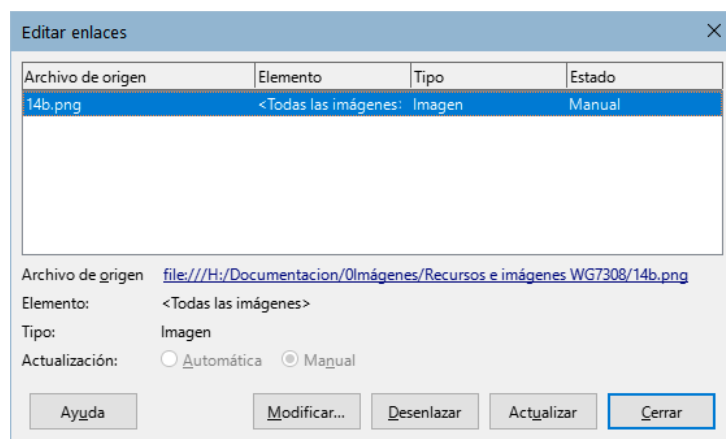 Editar enlaces
Archivo de origen Elemento Tipo Estado
14b.png <Todas las imágenes> Imagen Manual
Archivo de origen file:///H:/Documentacion/0Imágenes/Recursos e imágenes WG7308/14b.png
Elemento: <Todas las imágenes>
Tipo: Imagen
Actualización: Automática Manual
Ayuda Modificar... Desenlazar Actualizar Cerrar